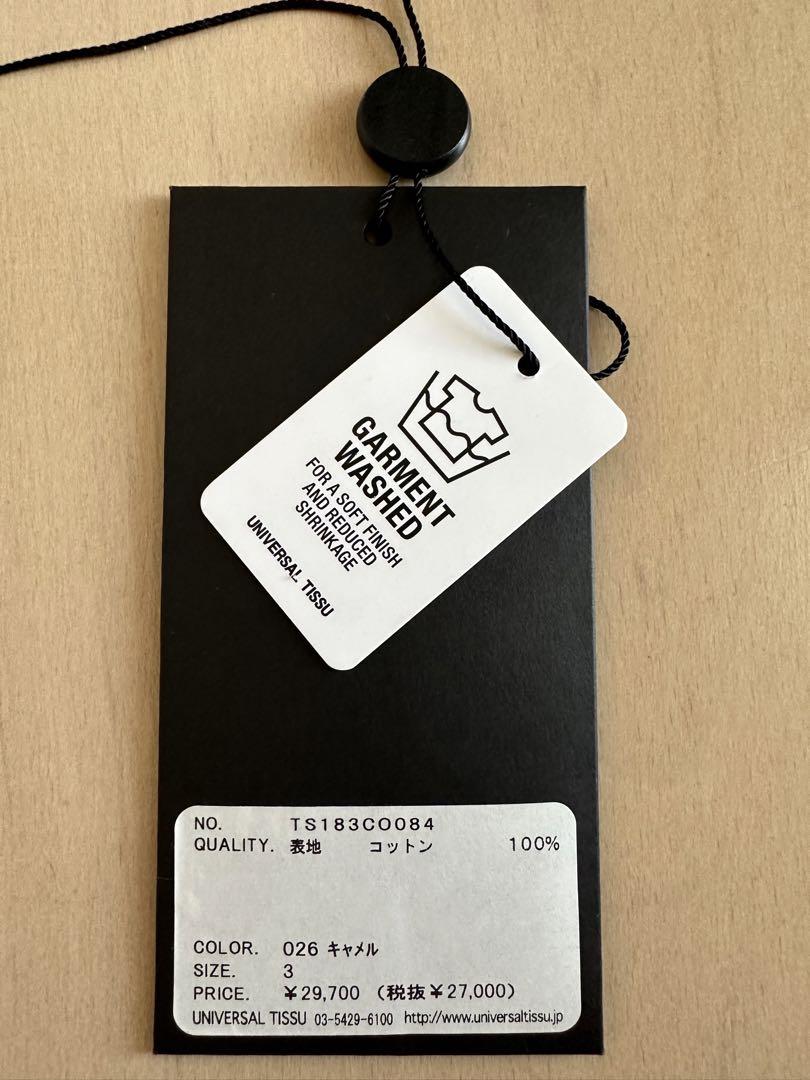 GARMENT
WASHED
FOR A SOFT FINISH
AND REDUCED
SHRINKAGE
UNIVERSAL TISSU
NO. TS183CO084
QUALITY. 表地 コットン 100%
COLOR. 026 キャメル
SIZE. 3
PRICE. ¥29,700 (税抜¥27,000)
UNIVERSAL TISSU 03-5429-6100 http://www.universaltissu.jp